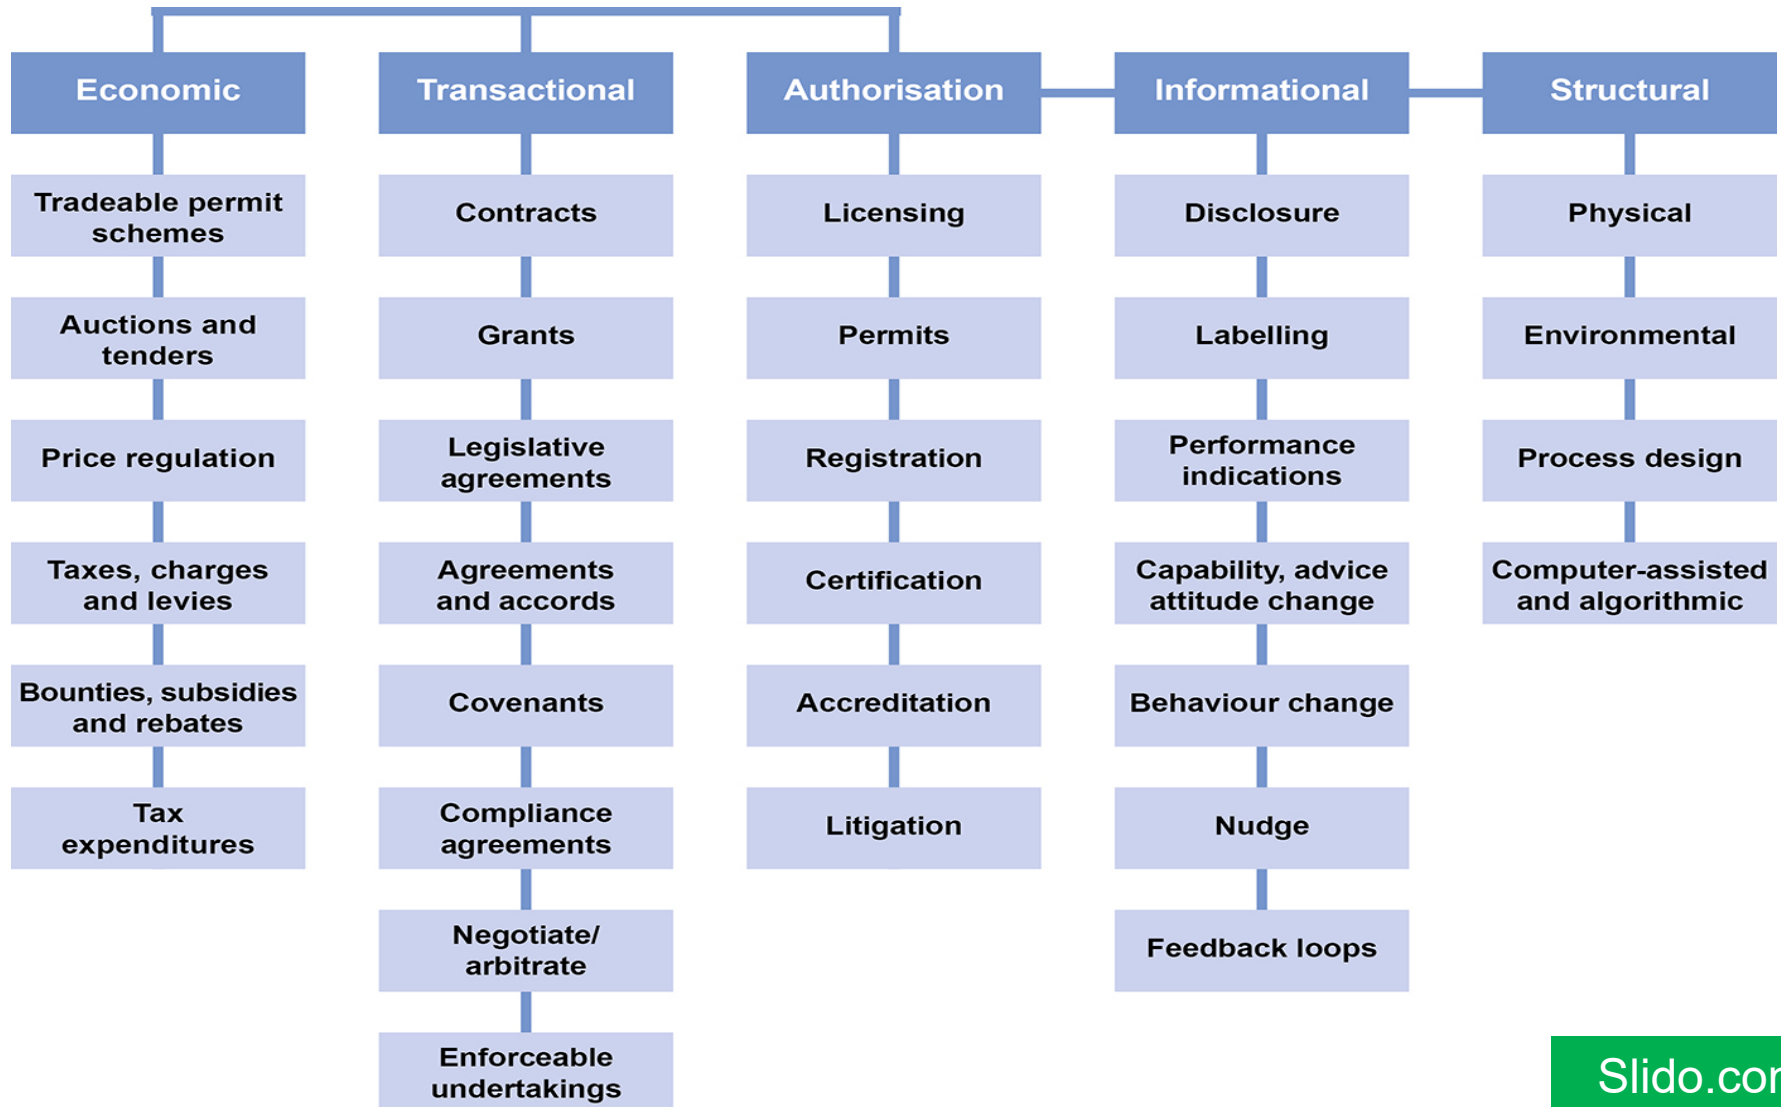 Economic
Tradeable permit
schemes
Auctions and
tenders
Price regulation
Taxes, charges
and levies
Bounties, subsidies
and rebates
Tax
expenditures
Transactional
Contracts
Grants
Legislative
agreements
Agreements
and accords
Covenants
Compliance
agreements
Negotiate/
arbitrate
Enforceable
undertakings
Authorisation
Licensing
Permits
Registration
Certification
Accreditation
Litigation
Informational
Disclosure
Labelling
Performance
indications
Capability, advice
attitude change
Behaviour change
Nudge
Feedback loops
Structural
Physical
Environmental
Process design
Computer-assisted
and algorithmic
Slido.com